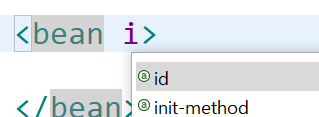 <bean i>
id
init-method
</bean>